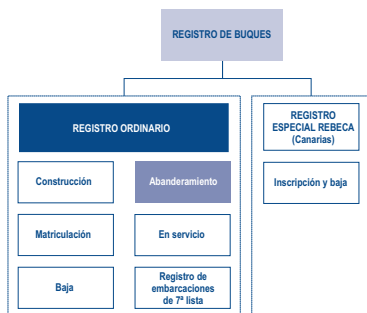 REGISTRO DE BUQUES
REGISTRO ORDINARIO
REGISTRO
ESPECIAL REBECA
(Canarias)
Construcción
Abanderamiento
Inscripción y baja
Matriculación
En servicio
Baja
Registro de
embarcaciones
de 7ª lista